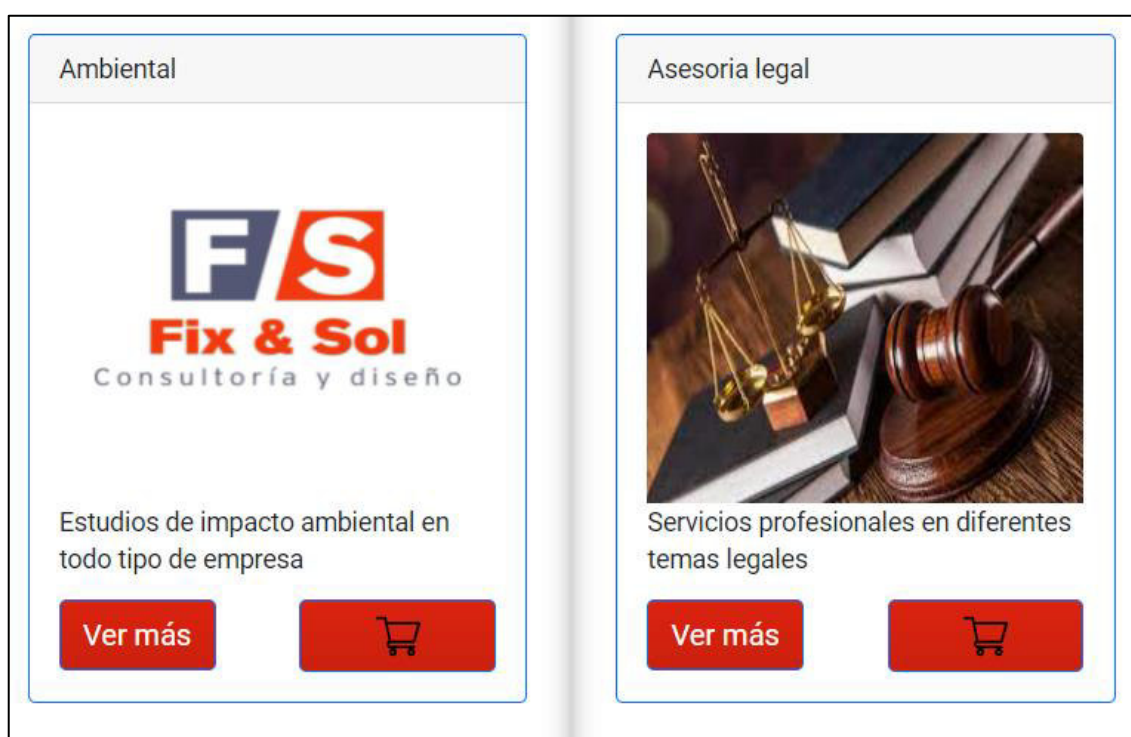 Ambiental
F/S
Fix & Sol
Consultoría y diseño
Estudios de impacto ambiental en
todo tipo de empresa
Ver más
Asesoria legal
Servicios profesionales en diferentes
temas legales
Ver más